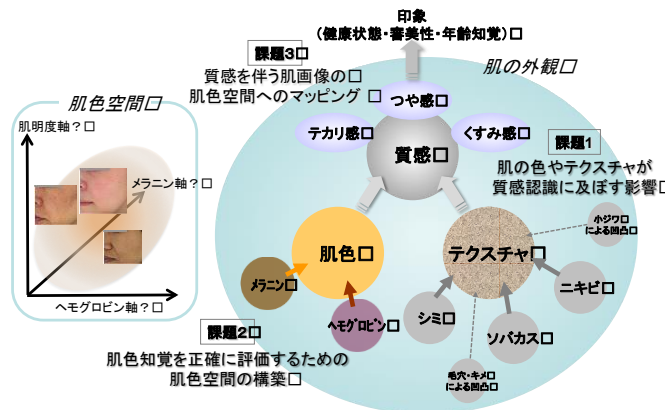 印象
（健康状態・審美性・年齢知覚）□
課題3□
質感を伴う肌画像の□
肌色空間へのマッピング □
肌の外観□
つや感□
テカリ感□
くすみ感□
質感□
課題1
肌の色やテクスチャが
質感認識に及ぼす影響□
肌色空間□
肌明度軸？□
メラニン軸？□
ヘモグロビン軸？□
小ジワ□
による凹凸□
肌色□
テクスチャ□
メラニン□
ヘモグロビン□
シミ□
ソバカス□
ニキビ□
毛穴・キメ□
による凹凸□
課題2□
肌色知覚を正確に評価するための
肌色空間の構築□